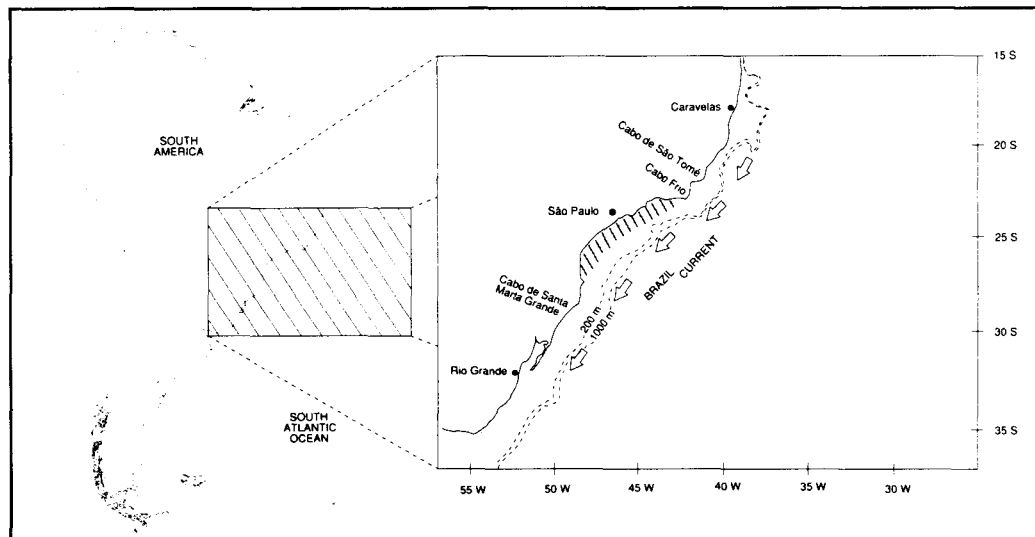 SOUTH
AMERICA
SOUTH
ATLANTIC
OCEAN
Caravelas
Cabo de São Tomé
Cabo Frio
São Paulo
Cabo de Santa
Marta Grande
Rio Grande
BRAZIL CURRENT
200 m
1000 m
15 S
20 S
25 S
30 S
35 S
55 W
50 W
45 W
40 W
35 W
30 W